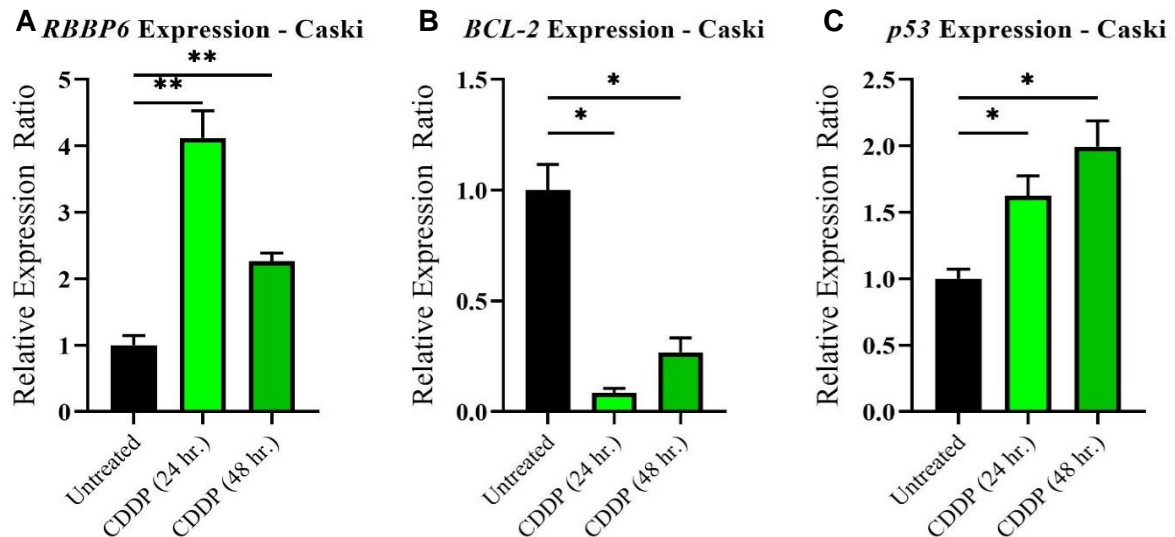 A RBBP6 Expression - Caski
Relative Expression Ratio
5
4
3
2
1
0
**
**
Untreated
CDDP (24 hr.)
CDDP (48 hr.)
B BCL-2 Expression - Caski
Relative Expression Ratio
1.5
1.0
0.5
0.0
*
*
Untreated
CDDP (24 hr.)
CDDP (48 hr.)
C p53 Expression - Caski
Relative Expression Ratio
2.5
2.0
1.5
1.0
0.5
0.0
*
*
Untreated
CDDP (24 hr.)
CDDP (48 hr.)